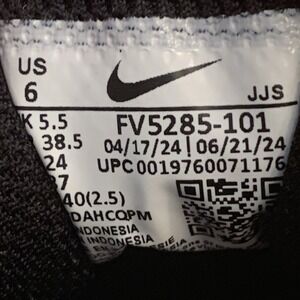 US
6 JJS
K 5.5 FV5285-101
38.5 04/17/24 | 06/21/24
24 UPC 0019760071176
40(2.5)
DAHCQPM
NDONESIA
INDONESIA